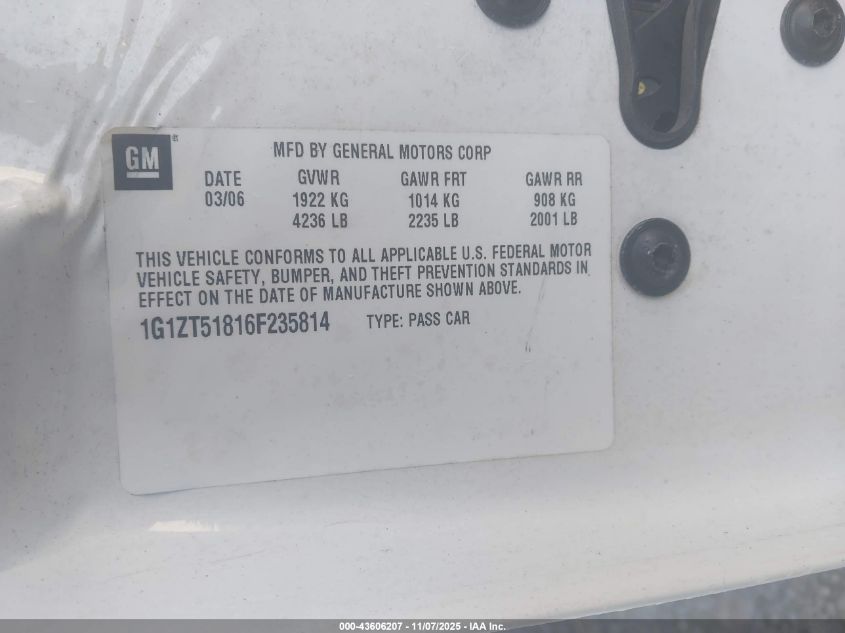 GM
MFD BY GENERAL MOTORS CORP
DATE GVWR GAWR FRT GAWR RR
03/06 1922 KG 1014 KG 908 KG
4236 LB 2235 LB 2001 LB
THIS VEHICLE CONFORMS TO ALL APPLICABLE U.S. FEDERAL MOTOR
VEHICLE SAFETY, BUMPER, AND THEFT PREVENTION STANDARDS IN
EFFECT ON THE DATE OF MANUFACTURE SHOWN ABOVE.
1G1ZT51816F235814 TYPE: PASS CAR
000-43606207 - 11/07/2025 - IAA Inc.